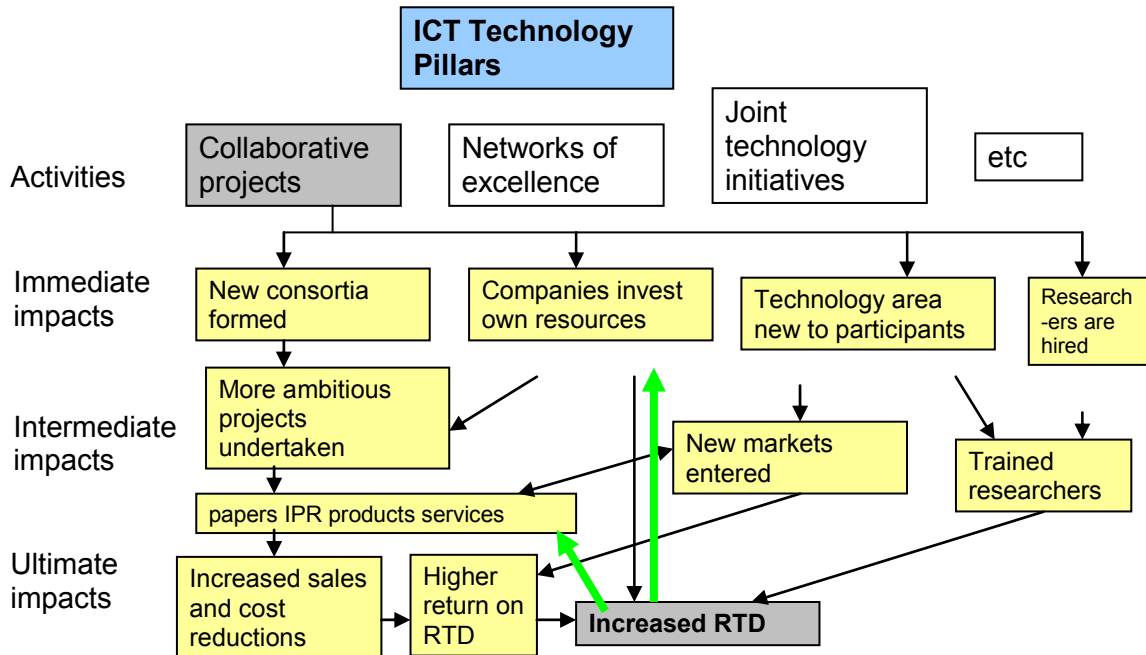 ICT Technology
Pillars
Activities
Collaborative
projects
Networks of
excellence
Joint
technology
initiatives
etc
Immediate
impacts
New consortia
formed
Companies invest
own resources
Technology area
new to participants
Research
-ers are
hired
Intermediate
impacts
More ambitious
projects
undertaken
New markets
entered
Trained
researchers
papers IPR products services
Ultimate
impacts
Increased sales
and cost
reductions
Higher
return on
RTD
Increased RTD